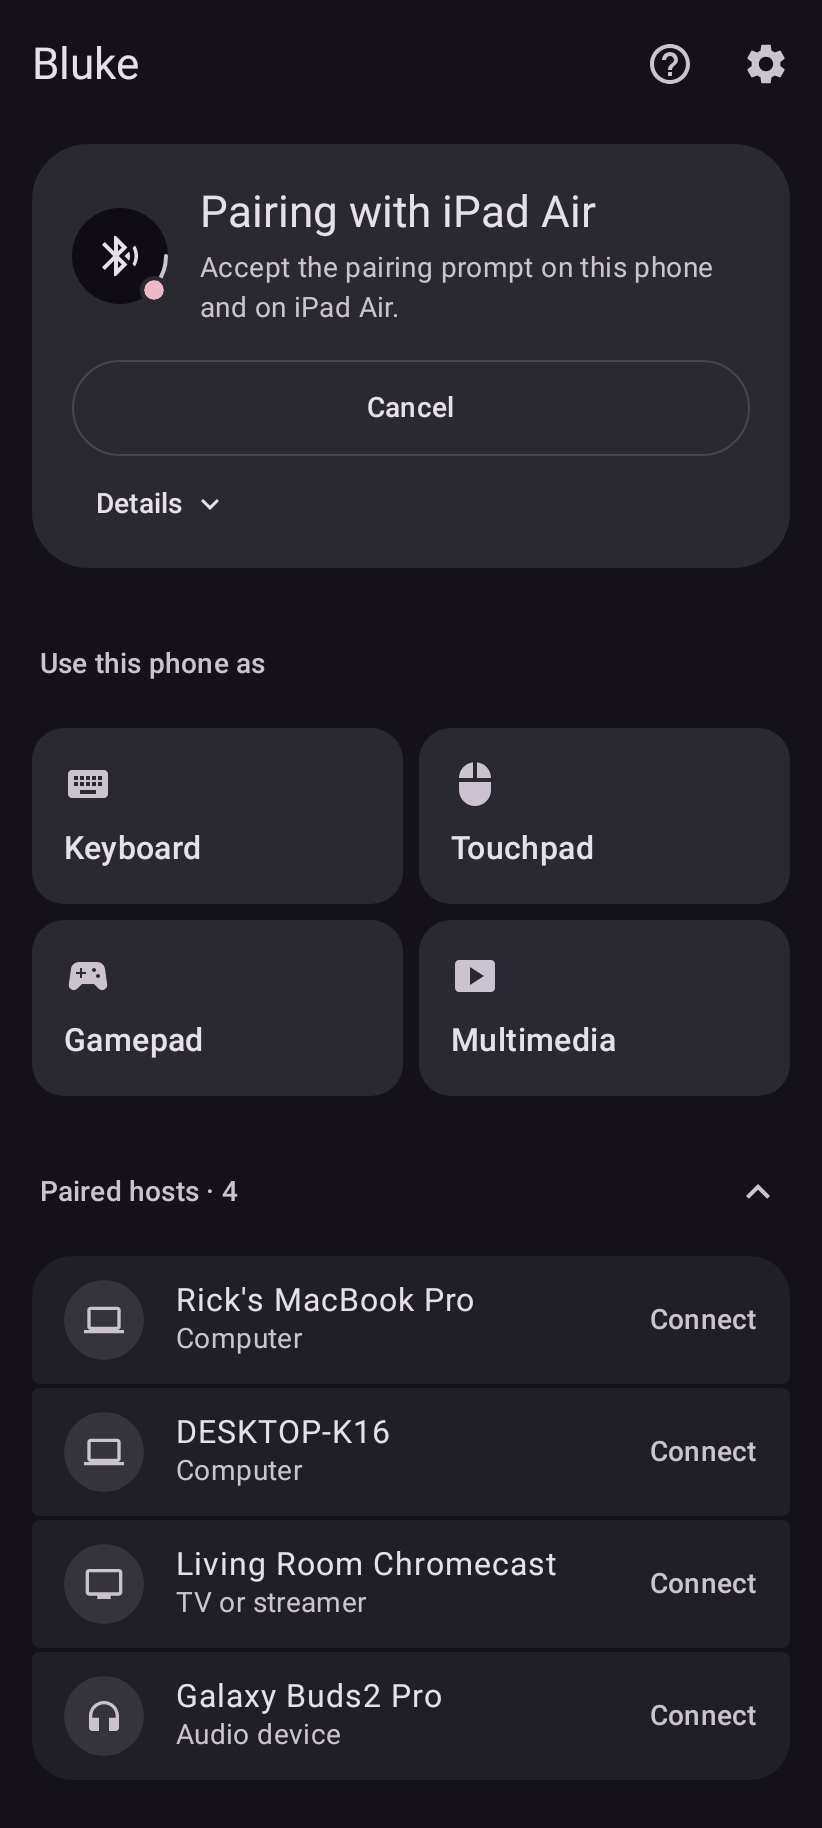 Bluke
Pairing with iPad Air
Accept the pairing prompt on this phone
and on iPad Air.
Cancel
Details
Use this phone as
Keyboard
Touchpad
Gamepad
Multimedia
Paired hosts · 4
Rick's MacBook Pro
Computer
Connect
DESKTOP-K16
Computer
Connect
Living Room Chromecast
TV or streamer
Connect
Galaxy Buds2 Pro
Audio device
Connect